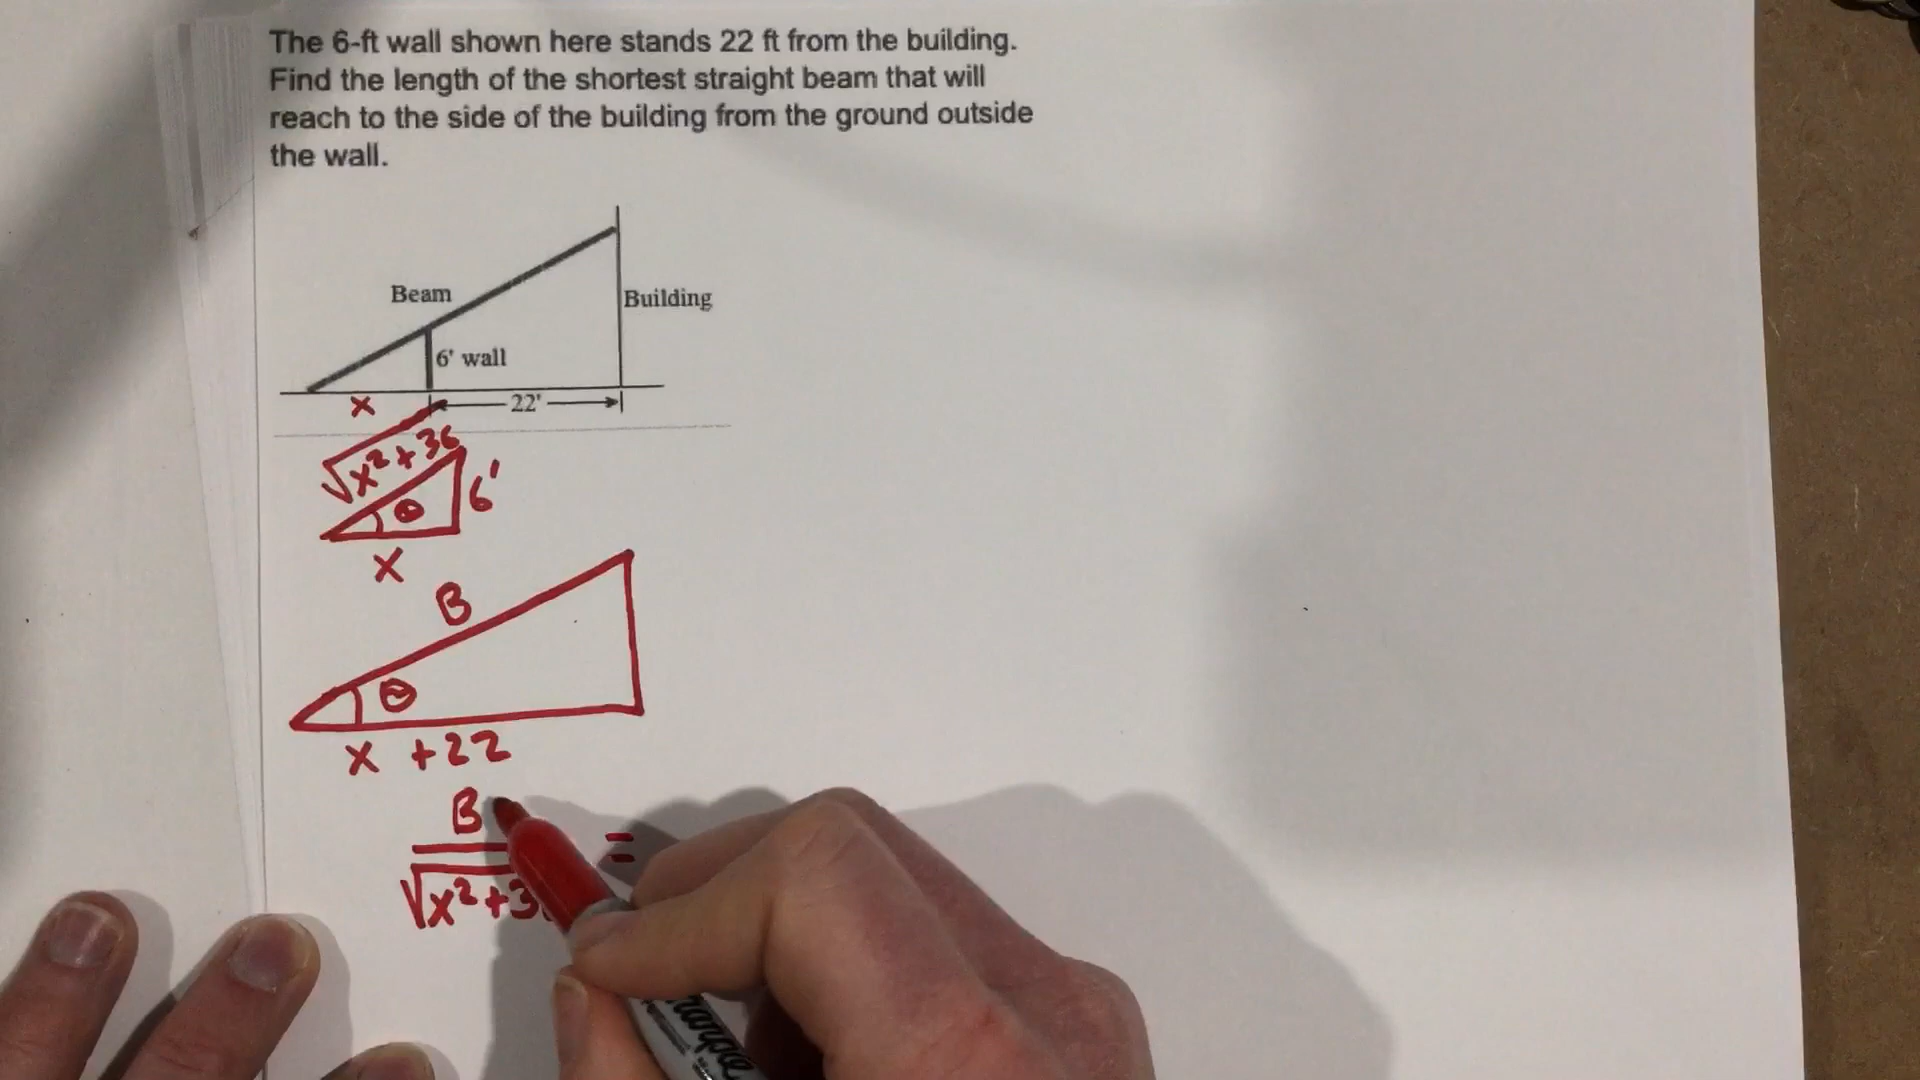 The 6-ft wall shown here stands 22 ft from the building.
Find the length of the shortest straight beam that will
reach to the side of the building from the ground outside
the wall.
Beam
Building
6' wall
x
22'
√x²+36
θ
6'
x
B
θ
x +22
B
=
√x²+3